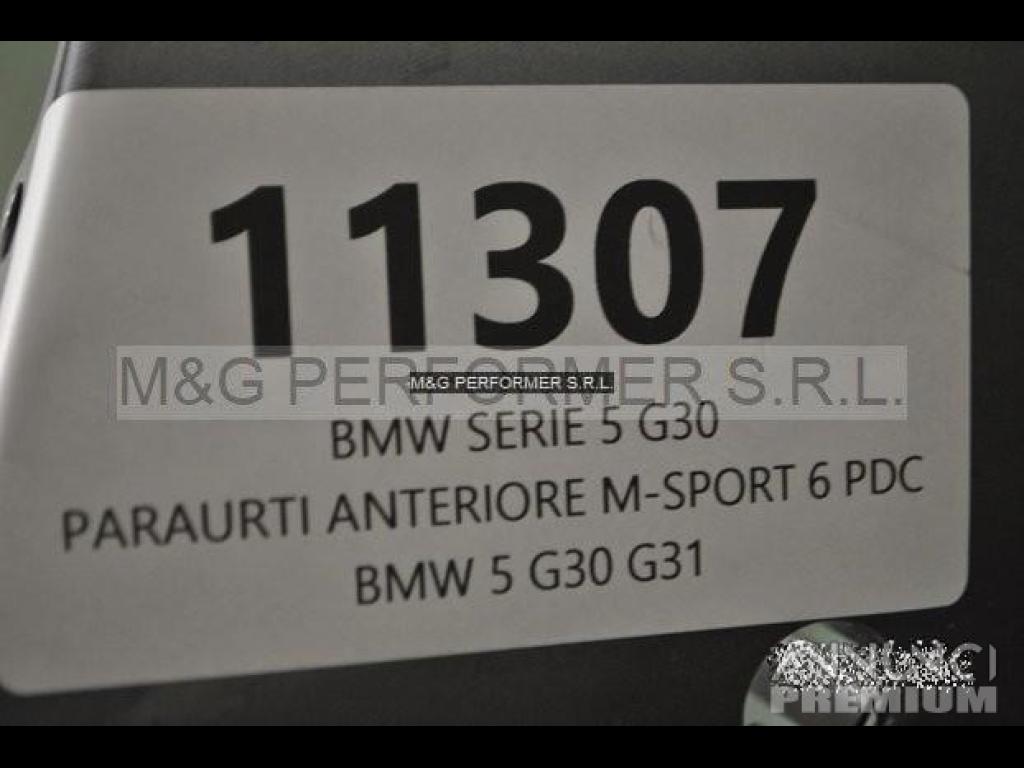 11307
M&G PERFORMER S.R.L.
M&G PERFORMER S.R.L.
BMW SERIE 5 G30
PARAURTI ANTERIORE M-SPORT 6 PDC
BMW 5 G30 G31
PREMIUM